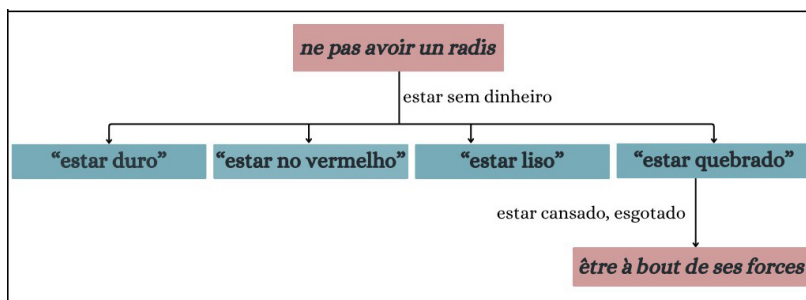 ne pas avoir un radis
estar sem dinheiro
“estar duro” “estar no vermelho” “estar liso” “estar quebrado”
estar cansado, esgotado
être à bout de ses forces